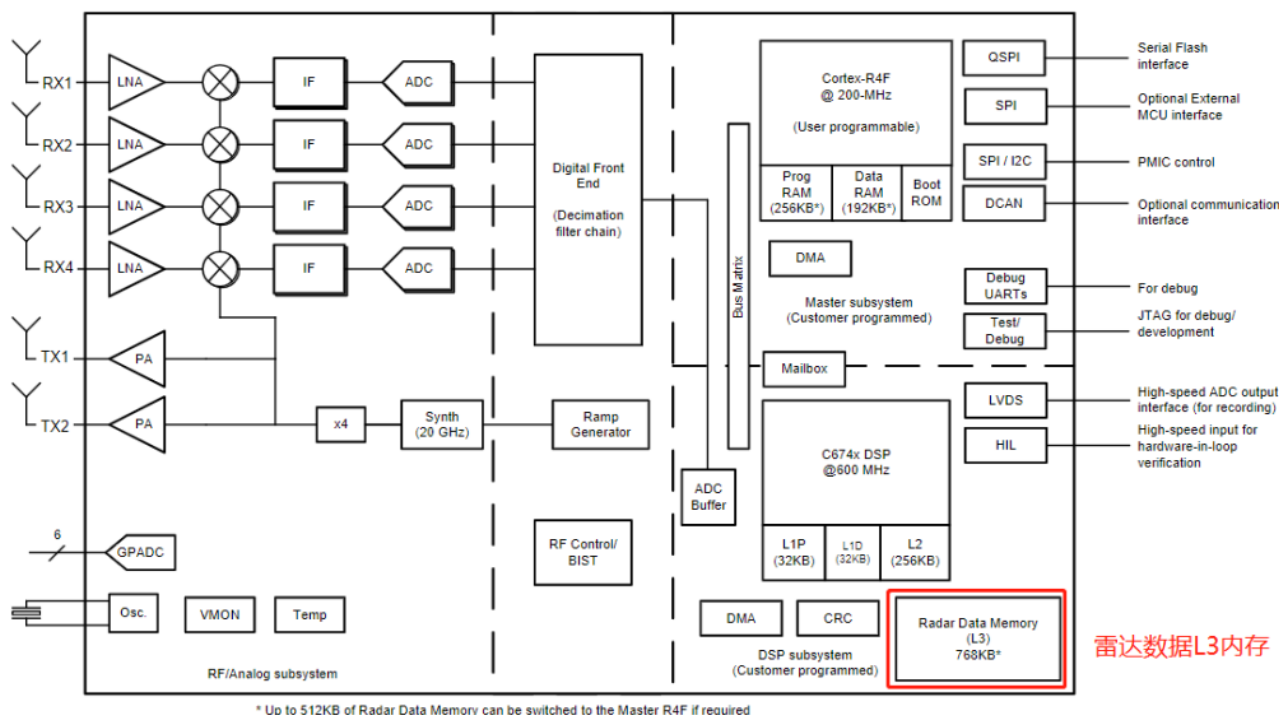 RX1
LNA
IF
ADC
RX2
LNA
IF
ADC
RX3
LNA
IF
ADC
RX4
LNA
IF
ADC
TX1
PA
TX2
PA
x4
Synth
(20 GHz)
6
GPADC
Osc.
VMON
Temp
RF/Analog subsystem
Digital Front
End
(Decimation
filter chain)
Ramp
Generator
RF Control/
BIST
ADC
Buffer
Bus Matrix
Cortex-R4F
@ 200-MHz
(User programmable)
Prog
RAM
(256KB*)
Data
RAM
(192KB*)
Boot
ROM
DMA
Master subsystem
(Customer programmed)
Mailbox
QSPI
Serial Flash
interface
SPI
Optional External
MCU interface
SPI / I2C
PMIC control
DCAN
Optional communication
interface
Debug
UARTs
For debug
Test/
Debug
JTAG for debug/
development
LVDS
High-speed ADC output
interface (for recording)
HIL
High-speed input for
hardware-in-loop
verification
C674x DSP
@600 MHz
L1P
(32KB)
L1D
(32KB)
L2
(256KB)
DMA
CRC
DSP subsystem
(Customer programmed)
Radar Data Memory
(L3)
768KB*
雷达数据L3内存
* Up to 512KB of Radar Data Memory can be switched to the Master R4F if required